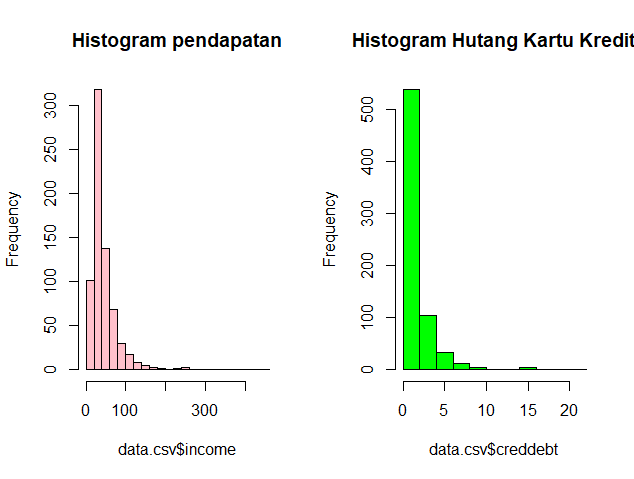 Histogram pendapatan
Frequency
0 50 100 150 200 250 300
0 100 300
data.csv$income
Histogram Hutang Kartu Kredit
Frequency
0 100 200 300 400 500
0 5 10 15 20
data.csv$creddebt